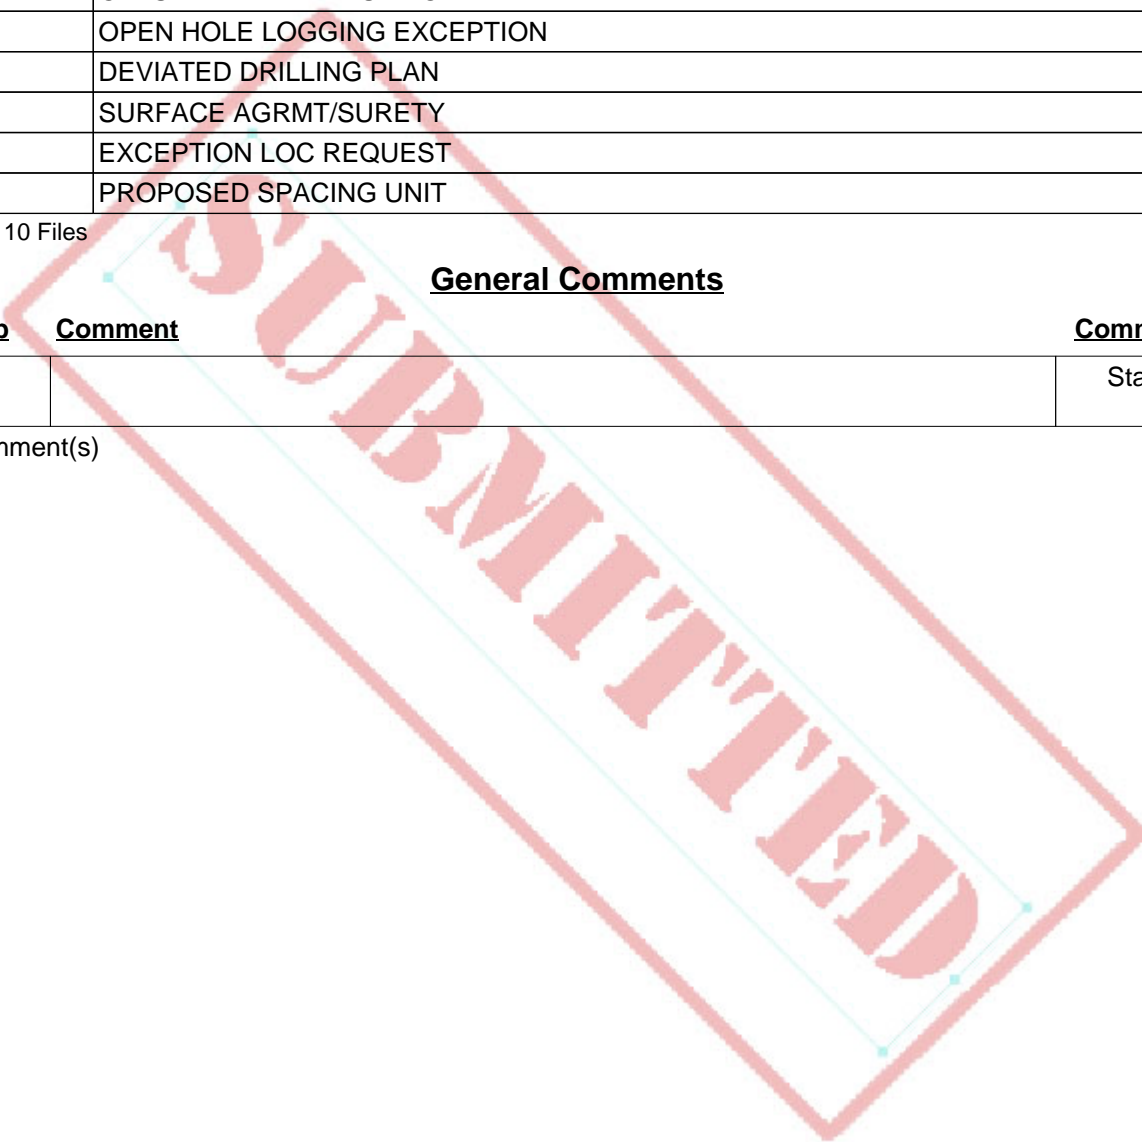 OPEN HOLE LOGGING EXCEPTION
DEVIATED DRILLING PLAN
SURFACE AGRMT/SURETY
EXCEPTION LOC REQUEST
PROPOSED SPACING UNIT
10 Files
General Comments
Comment
SUBMITTED